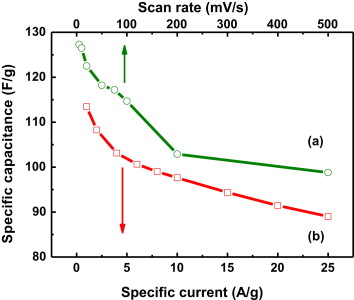 Scan rate (mV/s)
0 100 200 300 400 500
130
120
110
100
90
80
Specific capacitance (F/g)
(a)
(b)
0 5 10 15 20 25
Specific current (A/g)